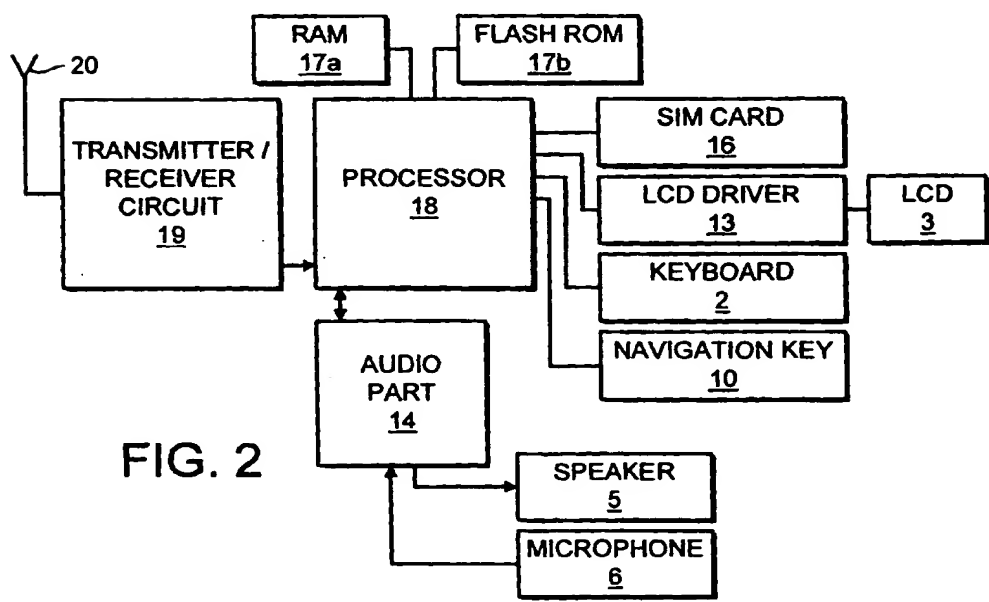 RAM
17a
FLASH ROM
17b
20
TRANSMITTER /
RECEIVER
CIRCUIT
19
PROCESSOR
18
SIM CARD
16
LCD DRIVER
13
LCD
3
KEYBOARD
2
NAVIGATION KEY
10
AUDIO
PART
14
FIG. 2
SPEAKER
5
MICROPHONE
6